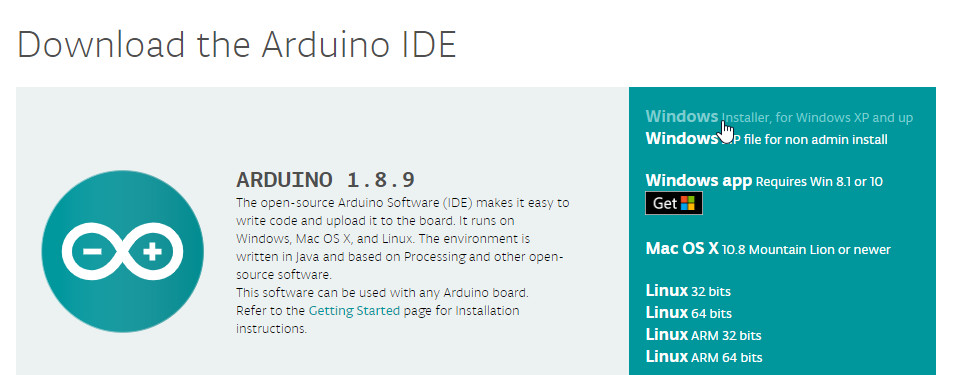 Download the Arduino IDE
ARDUINO 1.8.9
The open-source Arduino Software (IDE) makes it easy to
write code and upload it to the board. It runs on
Windows, Mac OS X, and Linux. The environment is
written in Java and based on Processing and other open-
source software.
This software can be used with any Arduino board.
Refer to the Getting Started page for Installation
instructions.
Windows Installer, for Windows XP and up
Windows file for non admin install
Windows app Requires Win 8.1 or 10
Get
Mac OS X 10.8 Mountain Lion or newer
Linux 32 bits
Linux 64 bits
Linux ARM 32 bits
Linux ARM 64 bits